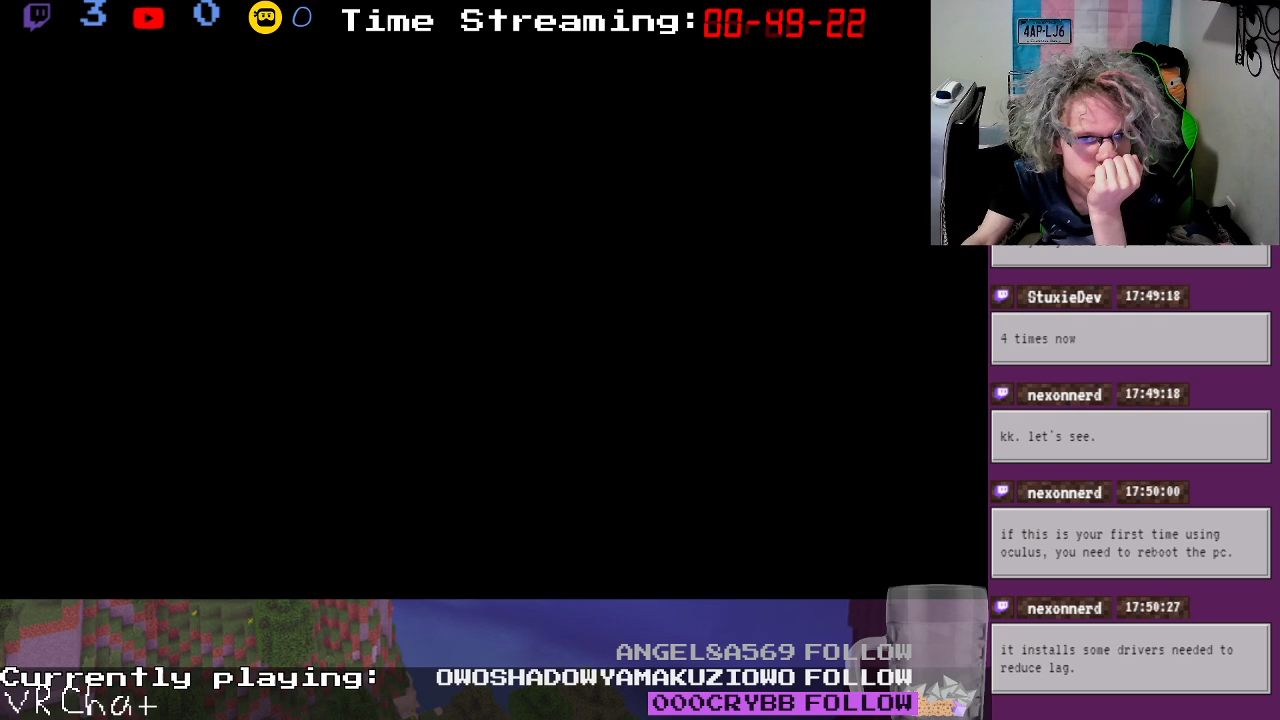 3
0
0
Time Streaming: 00-49-22
4AP-LJ6
StuxieDev 17:49:18
4 times now
nexonnerd 17:49:18
kk. let's see.
nexonnerd 17:50:00
if this is your first time using
oculus, you need to reboot the pc.
nexonnerd 17:50:27
it installs some drivers needed to
reduce lag.
ANGEL8A569 FOLLOW
OWOSHADOWYAMAKUZIOWO FOLLOW
OOOCRYBB FOLLOW
Currently playing:
VRChat